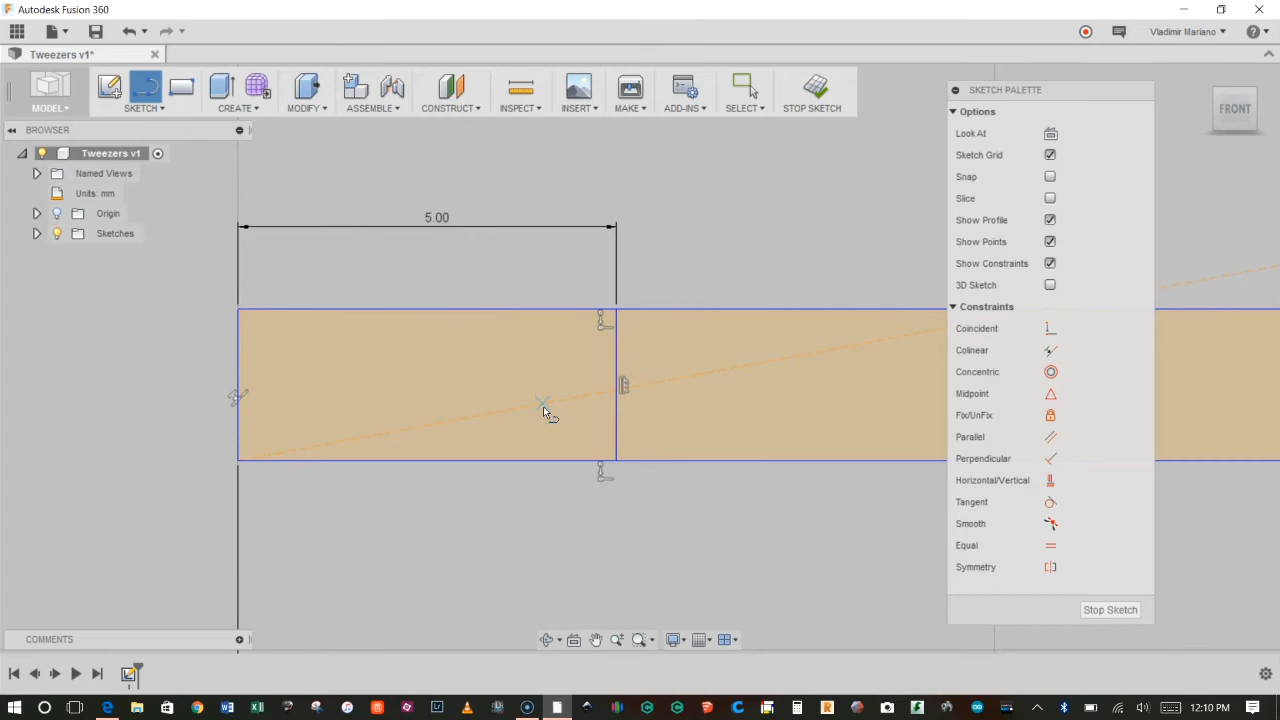 Autodesk Fusion 360
Vladimir Mariano
Tweezers v1*
MODEL
SKETCH
CREATE
MODIFY
ASSEMBLE
CONSTRUCT
INSPECT
INSERT
MAKE
ADD-INS
SELECT
STOP SKETCH
BROWSER
Tweezers v1
Named Views
Units: mm
Origin
Sketches
5.00
FRONT
SKETCH PALETTE
Options
Look At
Sketch Grid
Snap
Slice
Show Profile
Show Points
Show Constraints
3D Sketch
Constraints
Coincident
Colinear
Concentric
Midpoint
Fix/UnFix
Parallel
Perpendicular
Horizontal/Vertical
Tangent
Smooth
Equal
Symmetry
Stop Sketch
COMMENTS
12:10 PM